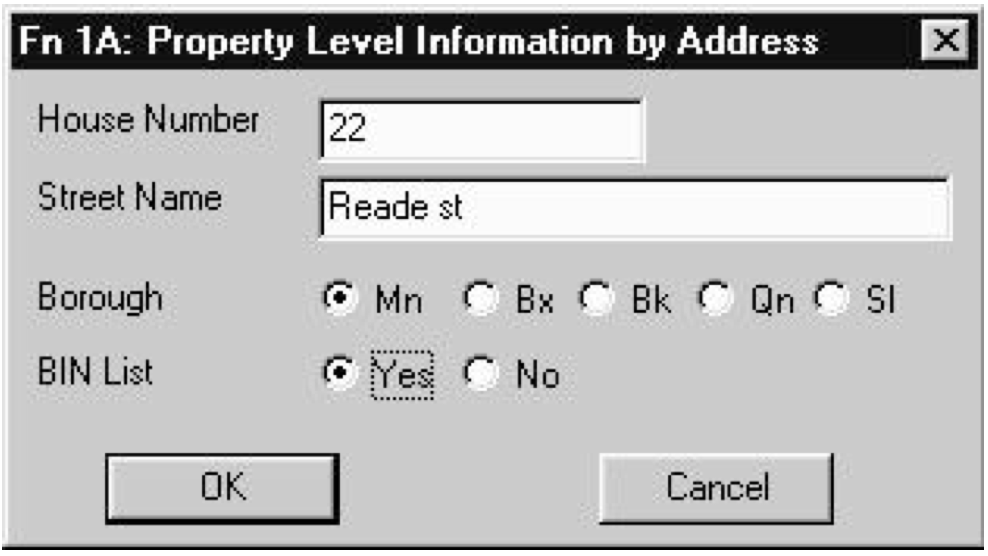 Fn 1A: Property Level Information by Address
House Number 22
Street Name Reade st
Borough Mn Bx Bk Qn SI
BIN List Yes No
OK Cancel